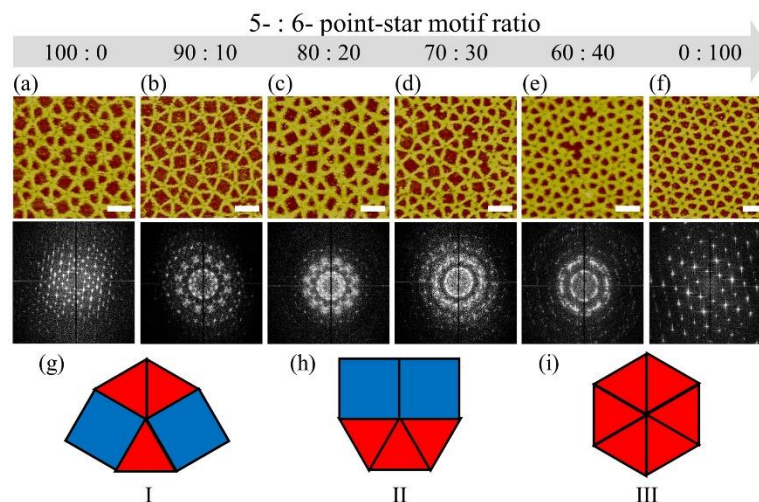 5- : 6- point-star motif ratio
100 : 0 90 : 10 80 : 20 70 : 30 60 : 40 0 : 100
(a) (b) (c) (d) (e) (f)
(g) (h) (i)
I II III